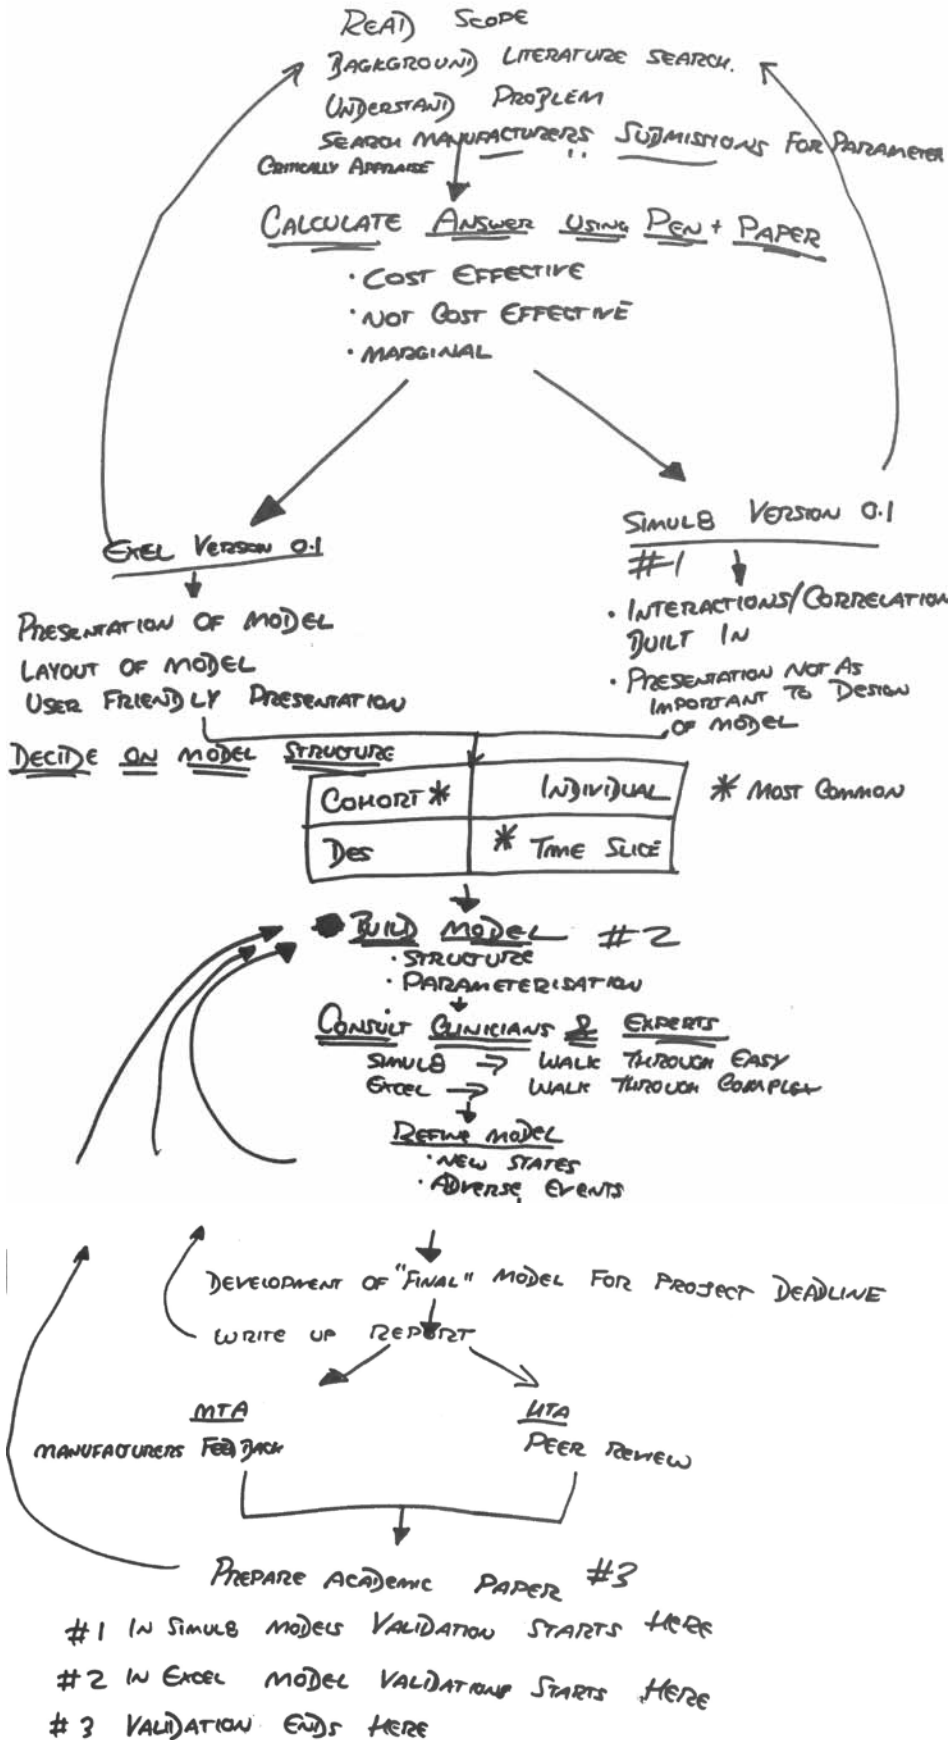 READ SCOPE
BACKGROUND LITERATURE SEARCH.
UNDERSTAND PROBLEM
SEARCH MANUFACTURERS SUBMISSIONS FOR PARAMETER
CRITICALLY APPRAISE
CALCULATE ANSWER USING PEN + PAPER
· COST EFFECTIVE
· NOT COST EFFECTIVE
· MARGINAL
EXEL VERSION 0.1
PRESENTATION OF MODEL
LAYOUT OF MODEL
USER FRIENDLY PRESENTATION
SIMUL8 VERSION 0.1
#1
· INTERACTIONS/CORRELATION
BUILT IN
· PRESENTATION NOT AS
IMPORTANT TO DESIGN
OF MODEL
DECIDE ON MODEL STRUCTURE
COHORT * INDIVIDUAL
* MOST COMMON
DES * TIME SLICE
BUILD MODEL #2
· STRUCTURE
· PARAMETERISATION
CONSULT CLINICIANS & EXPERTS
SIMUL8 → WALK THROUGH EASY
EXCEL → WALK THROUGH COMPLEX
REFINE MODEL
· NEW STATES
· ADVERSE EVENTS
DEVELOPMENT OF "FINAL" MODEL FOR PROJECT DEADLINE
WRITE UP REPORT
MTA
MANUFACTURERS FEEDBACK
HTA
PEER REVIEW
PREPARE ACADEMIC PAPER #3
#1 IN SIMUL8 MODELS VALIDATION STARTS HERE
#2 IN EXCEL MODEL VALIDATIONS STARTS HERE
#3 VALIDATION ENDS HERE